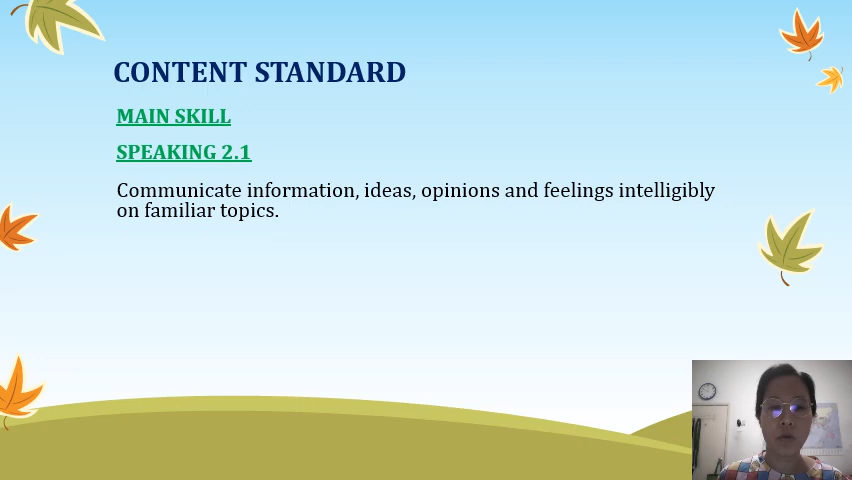 CONTENT STANDARD
MAIN SKILL
SPEAKING 2.1
Communicate information, ideas, opinions and feelings intelligibly
on familiar topics.